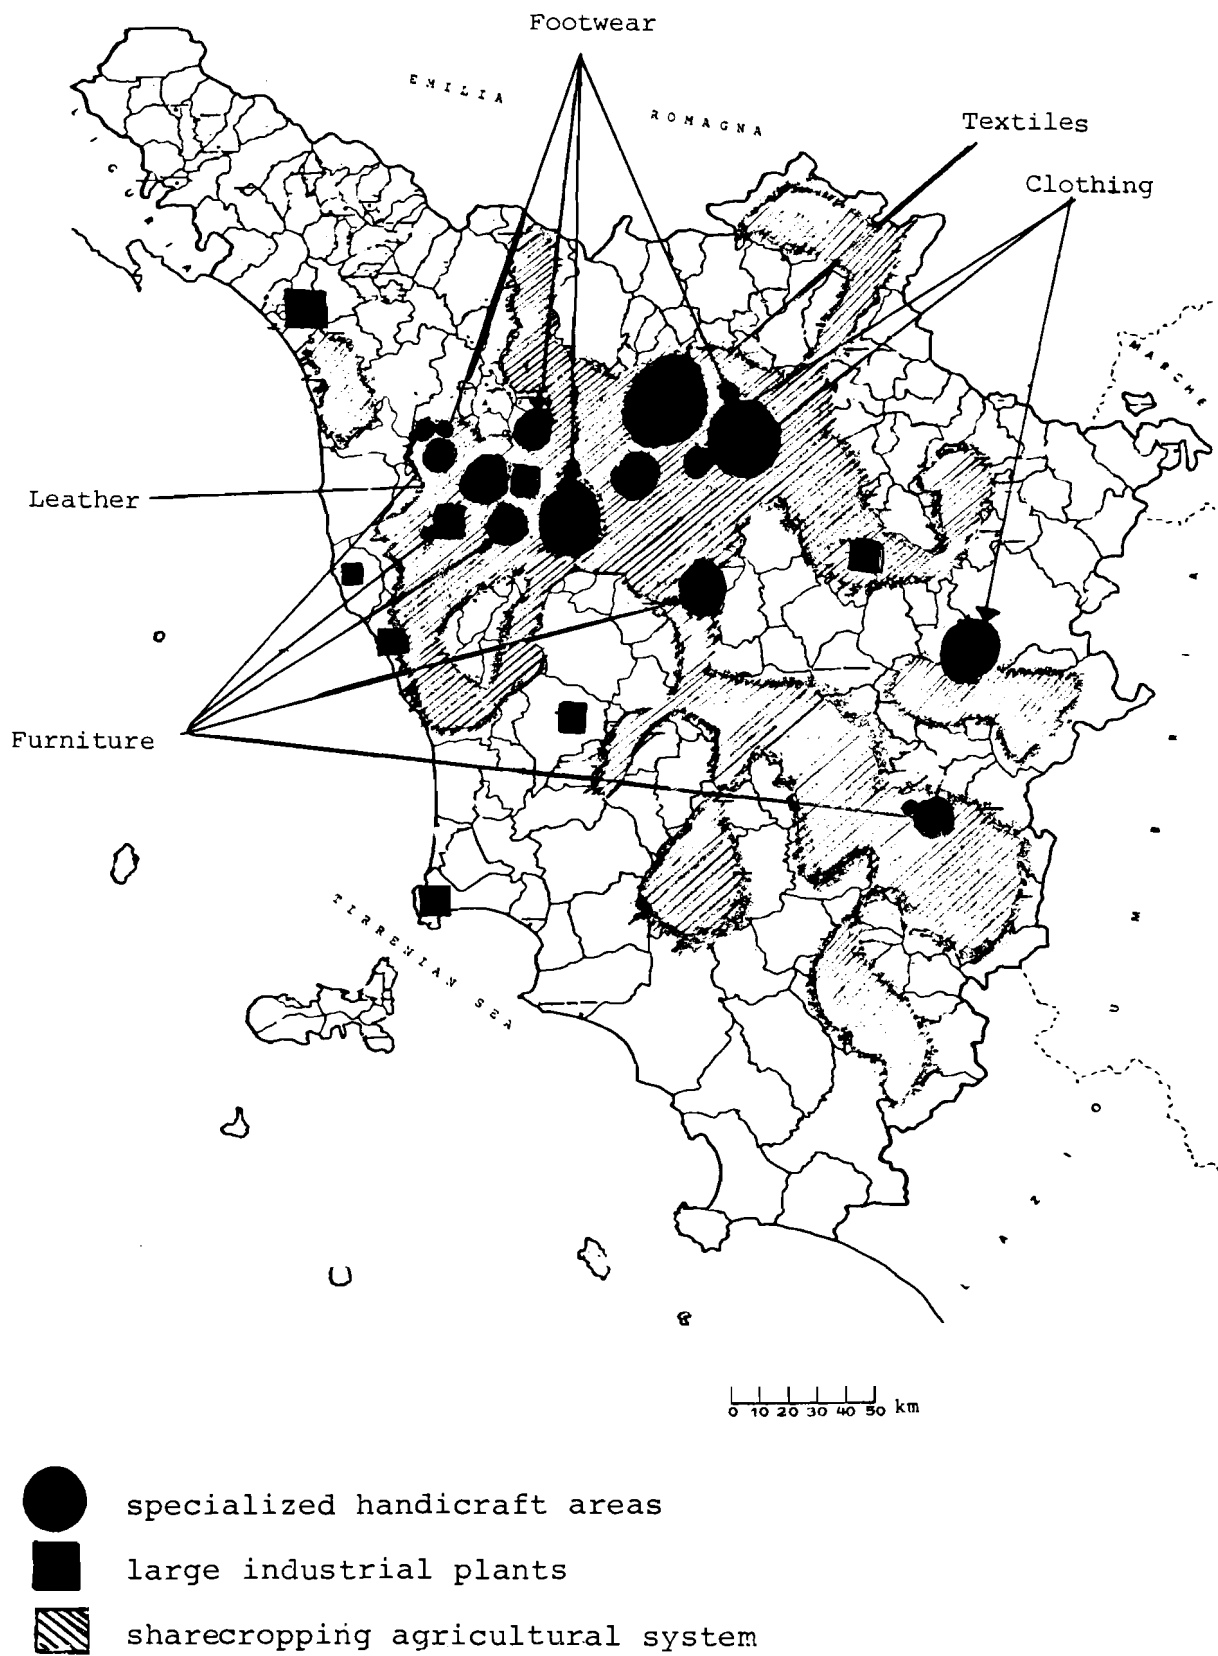 Footwear
EMILIA
ROMAGNA
Textiles
Clothing
MARCHE
Leather
Furniture
TIRRENIAN SEA
0 10 20 30 40 50 km
specialized handicraft areas
large industrial plants
sharecropping agricultural system